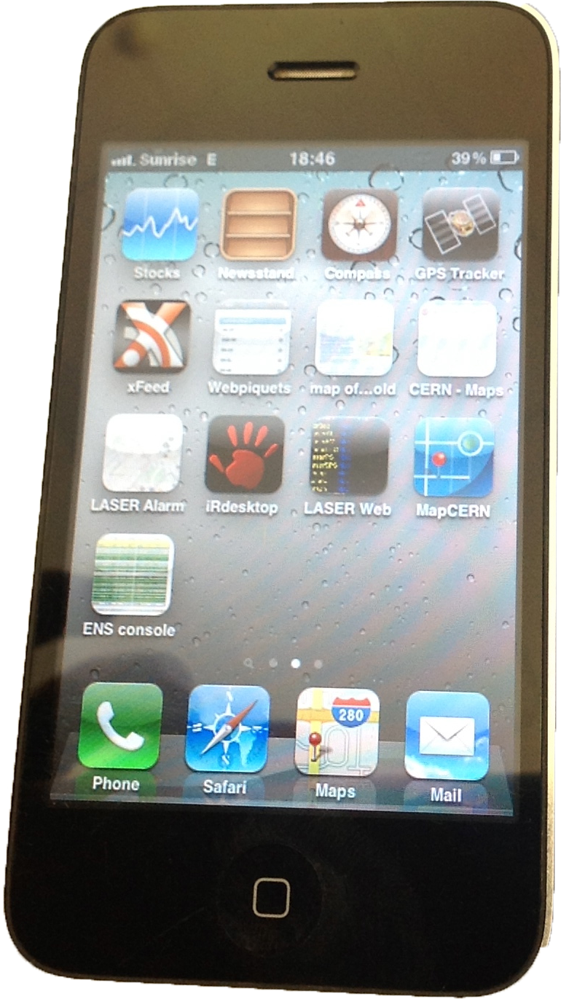 Sunrise E 18:46 39%
Stocks Newsstand Compass GPS Tracker
xFeed Webpiquets map of...old CERN - Maps
LASER Alarm iRdesktop LASER Web MapCERN
ENS console
280
Phone Safari Maps Mail